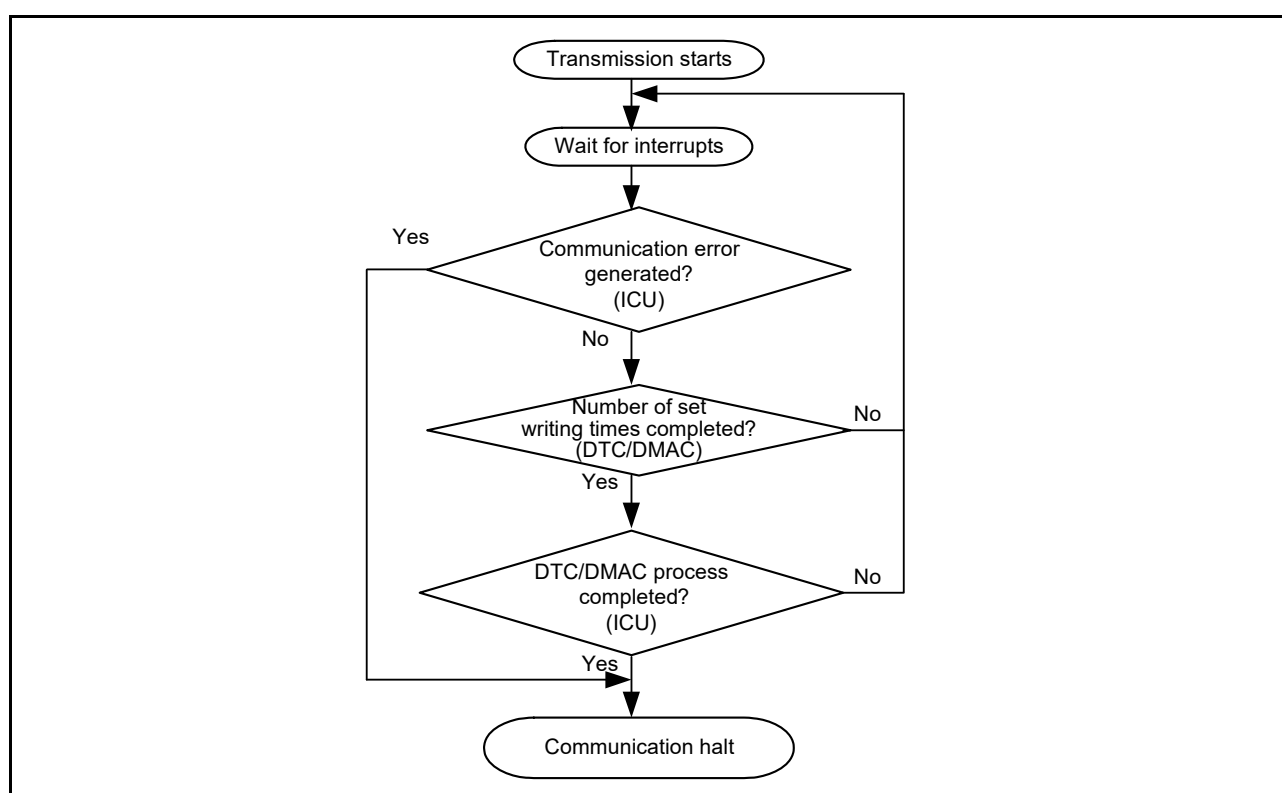 Transmission starts
Wait for interrupts
Yes
Communication error
generated?
(ICU)
No
Number of set
writing times completed?
(DTC/DMAC)
No
Yes
DTC/DMAC process
completed?
(ICU)
No
Yes
Communication halt